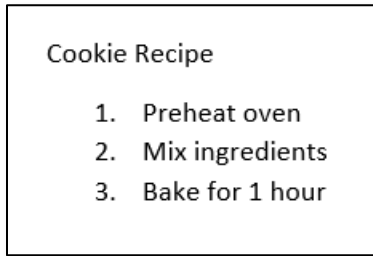 Cookie Recipe
1. Preheat oven
2. Mix ingredients
3. Bake for 1 hour